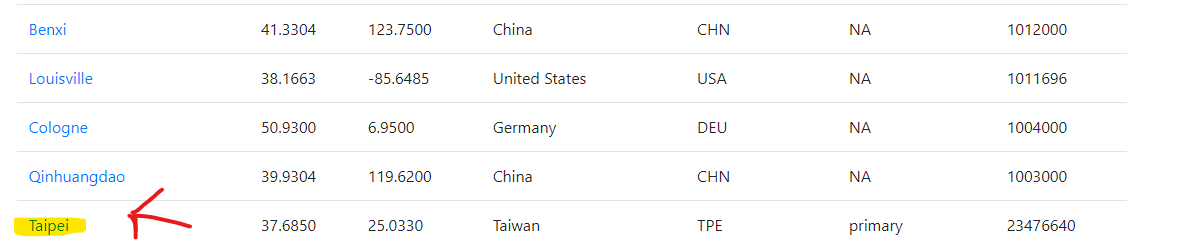 Benxi 41.3304 123.7500 China CHN NA 1012000
Louisville 38.1663 -85.6485 United States USA NA 1011696
Cologne 50.9300 6.9500 Germany DEU NA 1004000
Qinhuangdao 39.9304 119.6200 China CHN NA 1003000
Taipei 37.6850 25.0330 Taiwan TPE primary 23476640